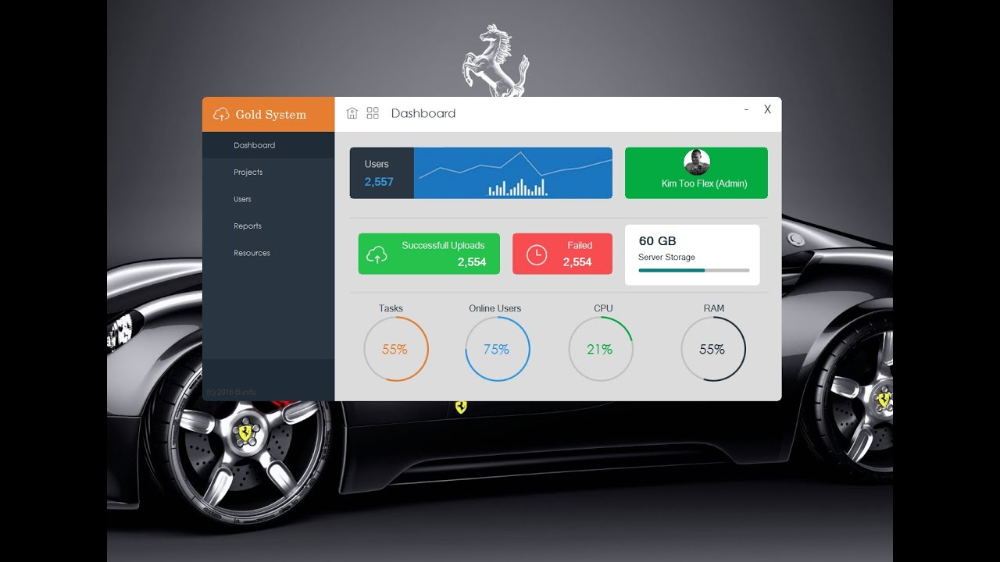 Gold System
Dashboard
- X
Dashboard
Projects
Users
Reports
Resources
Users
2,557
Kim Too Flex (Admin)
Successfull Uploads
2,554
Failed
2,554
60 GB
Server Storage
Tasks
55%
Online Users
75%
CPU
21%
RAM
55%
(c) 2016 Bunifu